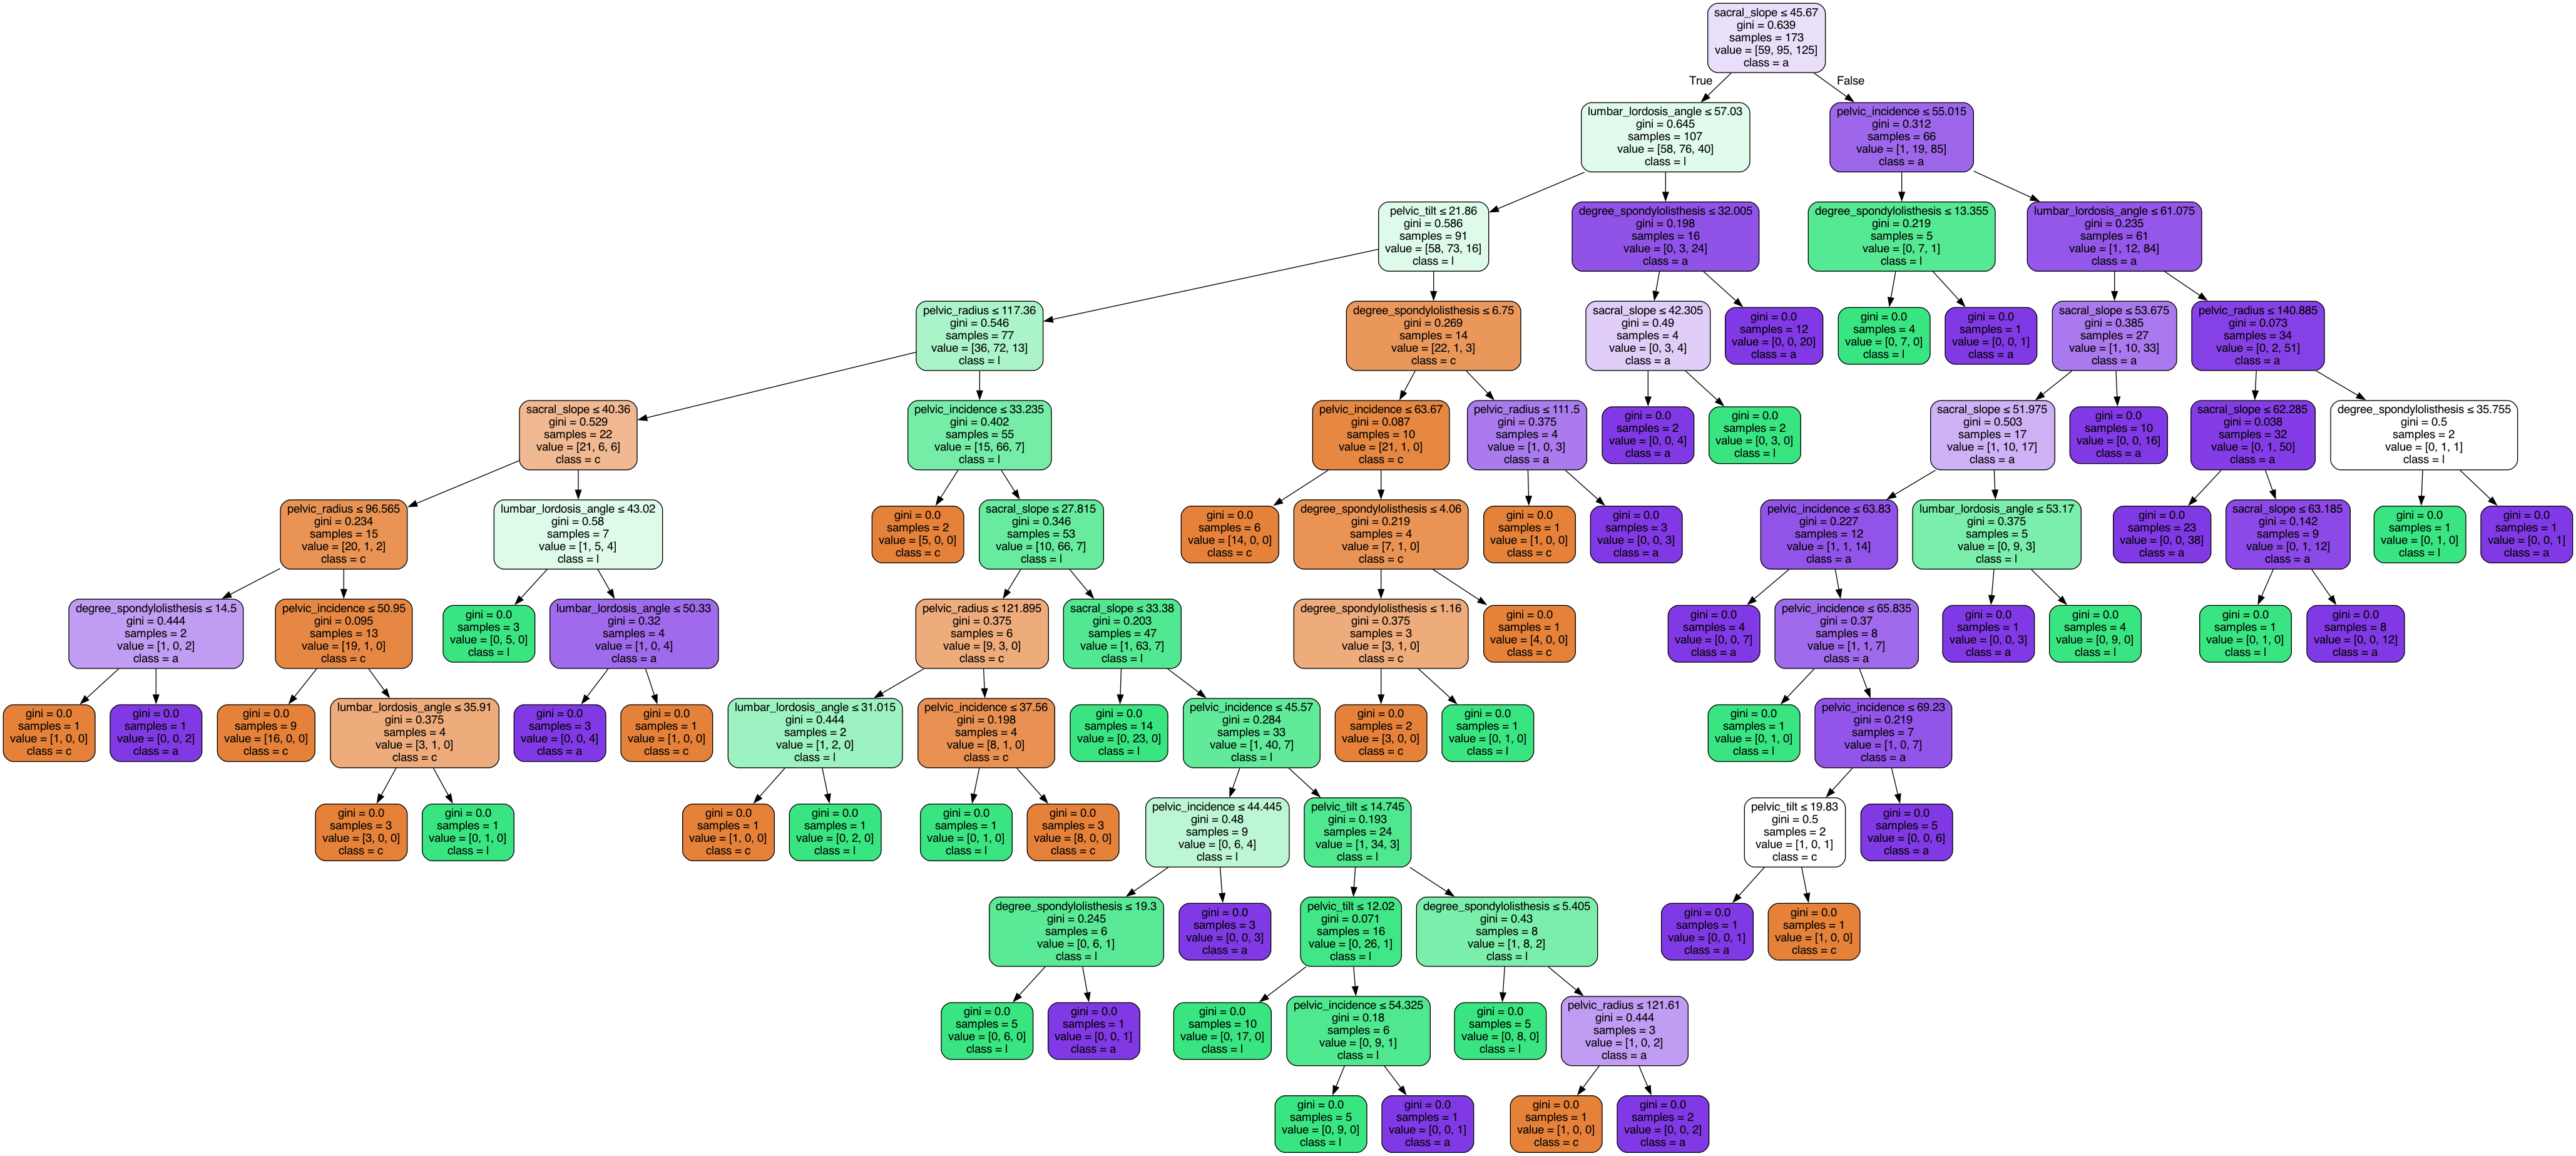 sacral_slope ≤ 45.67
gini = 0.639
samples = 173
value = [59, 95, 125]
class = a
True
False
lumbar_lordosis_angle ≤ 57.03
gini = 0.645
samples = 107
value = [58, 76, 40]
class = l
pelvic_incidence ≤ 55.015
gini = 0.312
samples = 66
value = [1, 19, 85]
class = a
pelvic_tilt ≤ 21.86
gini = 0.586
samples = 91
value = [58, 73, 16]
class = l
degree_spondylolisthesis ≤ 32.005
gini = 0.198
samples = 16
value = [0, 3, 24]
class = a
degree_spondylolisthesis ≤ 13.355
gini = 0.219
samples = 5
value = [0, 7, 1]
class = l
lumbar_lordosis_angle ≤ 61.075
gini = 0.235
samples = 61
value = [1, 12, 84]
class = a
pelvic_radius ≤ 117.36
gini = 0.546
samples = 77
value = [36, 72, 13]
class = l
degree_spondylolisthesis ≤ 6.75
gini = 0.269
samples = 14
value = [22, 1, 3]
class = c
sacral_slope ≤ 42.305
gini = 0.49
samples = 4
value = [0, 3, 4]
class = a
gini = 0.0
samples = 12
value = [0, 0, 20]
class = a
gini = 0.0
samples = 4
value = [0, 7, 0]
class = l
gini = 0.0
samples = 1
value = [0, 0, 1]
class = a
sacral_slope ≤ 53.675
gini = 0.385
samples = 27
value = [1, 10, 33]
class = a
pelvic_radius ≤ 140.885
gini = 0.073
samples = 34
value = [0, 2, 51]
class = a
sacral_slope ≤ 40.36
gini = 0.529
samples = 22
value = [21, 6, 6]
class = c
pelvic_incidence ≤ 33.235
gini = 0.402
samples = 55
value = [15, 66, 7]
class = l
pelvic_incidence ≤ 63.67
gini = 0.087
samples = 10
value = [21, 1, 0]
class = c
pelvic_radius ≤ 111.5
gini = 0.375
samples = 4
value = [1, 0, 3]
class = a
gini = 0.0
samples = 2
value = [0, 0, 4]
class = a
gini = 0.0
samples = 2
value = [0, 3, 0]
class = l
sacral_slope ≤ 51.975
gini = 0.503
samples = 17
value = [1, 10, 17]
class = a
gini = 0.0
samples = 10
value = [0, 0, 16]
class = a
sacral_slope ≤ 62.285
gini = 0.038
samples = 32
value = [0, 1, 50]
class = a
degree_spondylolisthesis ≤ 35.755
gini = 0.5
samples = 2
value = [0, 1, 1]
class = l
pelvic_radius ≤ 96.565
gini = 0.234
samples = 15
value = [20, 1, 2]
class = c
lumbar_lordosis_angle ≤ 43.02
gini = 0.58
samples = 7
value = [1, 5, 4]
class = l
gini = 0.0
samples = 2
value = [5, 0, 0]
class = c
sacral_slope ≤ 27.815
gini = 0.346
samples = 53
value = [10, 66, 7]
class = l
gini = 0.0
samples = 6
value = [14, 0, 0]
class = c
degree_spondylolisthesis ≤ 4.06
gini = 0.219
samples = 4
value = [7, 1, 0]
class = c
gini = 0.0
samples = 1
value = [1, 0, 0]
class = c
gini = 0.0
samples = 3
value = [0, 0, 3]
class = a
pelvic_incidence ≤ 63.83
gini = 0.227
samples = 12
value = [1, 1, 14]
class = a
lumbar_lordosis_angle ≤ 53.17
gini = 0.375
samples = 5
value = [0, 9, 3]
class = l
gini = 0.0
samples = 23
value = [0, 0, 38]
class = a
sacral_slope ≤ 63.185
gini = 0.142
samples = 9
value = [0, 1, 12]
class = a
gini = 0.0
samples = 1
value = [0, 1, 0]
class = l
gini = 0.0
samples = 1
value = [0, 0, 1]
class = a
degree_spondylolisthesis ≤ 14.5
gini = 0.444
samples = 2
value = [1, 0, 2]
class = a
pelvic_incidence ≤ 50.95
gini = 0.095
samples = 13
value = [19, 1, 0]
class = c
gini = 0.0
samples = 3
value = [0, 5, 0]
class = l
lumbar_lordosis_angle ≤ 50.33
gini = 0.32
samples = 4
value = [1, 0, 4]
class = a
pelvic_radius ≤ 121.895
gini = 0.375
samples = 6
value = [9, 3, 0]
class = c
sacral_slope ≤ 33.38
gini = 0.203
samples = 47
value = [1, 63, 7]
class = l
degree_spondylolisthesis ≤ 1.16
gini = 0.375
samples = 3
value = [3, 1, 0]
class = c
gini = 0.0
samples = 1
value = [4, 0, 0]
class = c
gini = 0.0
samples = 4
value = [0, 0, 7]
class = a
pelvic_incidence ≤ 65.835
gini = 0.37
samples = 8
value = [1, 1, 7]
class = a
gini = 0.0
samples = 1
value = [0, 0, 3]
class = a
gini = 0.0
samples = 4
value = [0, 9, 0]
class = l
gini = 0.0
samples = 1
value = [0, 1, 0]
class = l
gini = 0.0
samples = 8
value = [0, 0, 12]
class = a
gini = 0.0
samples = 1
value = [1, 0, 0]
class = c
gini = 0.0
samples = 1
value = [0, 0, 2]
class = a
gini = 0.0
samples = 9
value = [16, 0, 0]
class = c
lumbar_lordosis_angle ≤ 35.91
gini = 0.375
samples = 4
value = [3, 1, 0]
class = c
gini = 0.0
samples = 3
value = [0, 0, 4]
class = a
gini = 0.0
samples = 1
value = [1, 0, 0]
class = c
lumbar_lordosis_angle ≤ 31.015
gini = 0.444
samples = 2
value = [1, 2, 0]
class = l
pelvic_incidence ≤ 37.56
gini = 0.198
samples = 4
value = [8, 1, 0]
class = c
gini = 0.0
samples = 14
value = [0, 23, 0]
class = l
pelvic_incidence ≤ 45.57
gini = 0.284
samples = 33
value = [1, 40, 7]
class = l
gini = 0.0
samples = 2
value = [3, 0, 0]
class = c
gini = 0.0
samples = 1
value = [0, 1, 0]
class = l
gini = 0.0
samples = 1
value = [0, 1, 0]
class = l
pelvic_incidence ≤ 69.23
gini = 0.219
samples = 7
value = [1, 0, 7]
class = a
gini = 0.0
samples = 3
value = [3, 0, 0]
class = c
gini = 0.0
samples = 1
value = [0, 1, 0]
class = l
gini = 0.0
samples = 1
value = [1, 0, 0]
class = c
gini = 0.0
samples = 1
value = [0, 2, 0]
class = l
gini = 0.0
samples = 1
value = [0, 1, 0]
class = l
gini = 0.0
samples = 3
value = [8, 0, 0]
class = c
pelvic_incidence ≤ 44.445
gini = 0.48
samples = 9
value = [0, 6, 4]
class = l
pelvic_tilt ≤ 14.745
gini = 0.193
samples = 24
value = [1, 34, 3]
class = l
pelvic_tilt ≤ 19.83
gini = 0.5
samples = 2
value = [1, 0, 1]
class = c
gini = 0.0
samples = 5
value = [0, 0, 6]
class = a
degree_spondylolisthesis ≤ 19.3
gini = 0.245
samples = 6
value = [0, 6, 1]
class = l
gini = 0.0
samples = 3
value = [0, 0, 3]
class = a
pelvic_tilt ≤ 12.02
gini = 0.071
samples = 16
value = [0, 26, 1]
class = l
degree_spondylolisthesis ≤ 5.405
gini = 0.43
samples = 8
value = [1, 8, 2]
class = l
gini = 0.0
samples = 1
value = [0, 0, 1]
class = a
gini = 0.0
samples = 1
value = [1, 0, 0]
class = c
gini = 0.0
samples = 5
value = [0, 6, 0]
class = l
gini = 0.0
samples = 1
value = [0, 0, 1]
class = a
gini = 0.0
samples = 10
value = [0, 17, 0]
class = l
pelvic_incidence ≤ 54.325
gini = 0.18
samples = 6
value = [0, 9, 1]
class = l
gini = 0.0
samples = 5
value = [0, 8, 0]
class = l
pelvic_radius ≤ 121.61
gini = 0.444
samples = 3
value = [1, 0, 2]
class = a
gini = 0.0
samples = 5
value = [0, 9, 0]
class = l
gini = 0.0
samples = 1
value = [0, 0, 1]
class = a
gini = 0.0
samples = 1
value = [1, 0, 0]
class = c
gini = 0.0
samples = 2
value = [0, 0, 2]
class = a